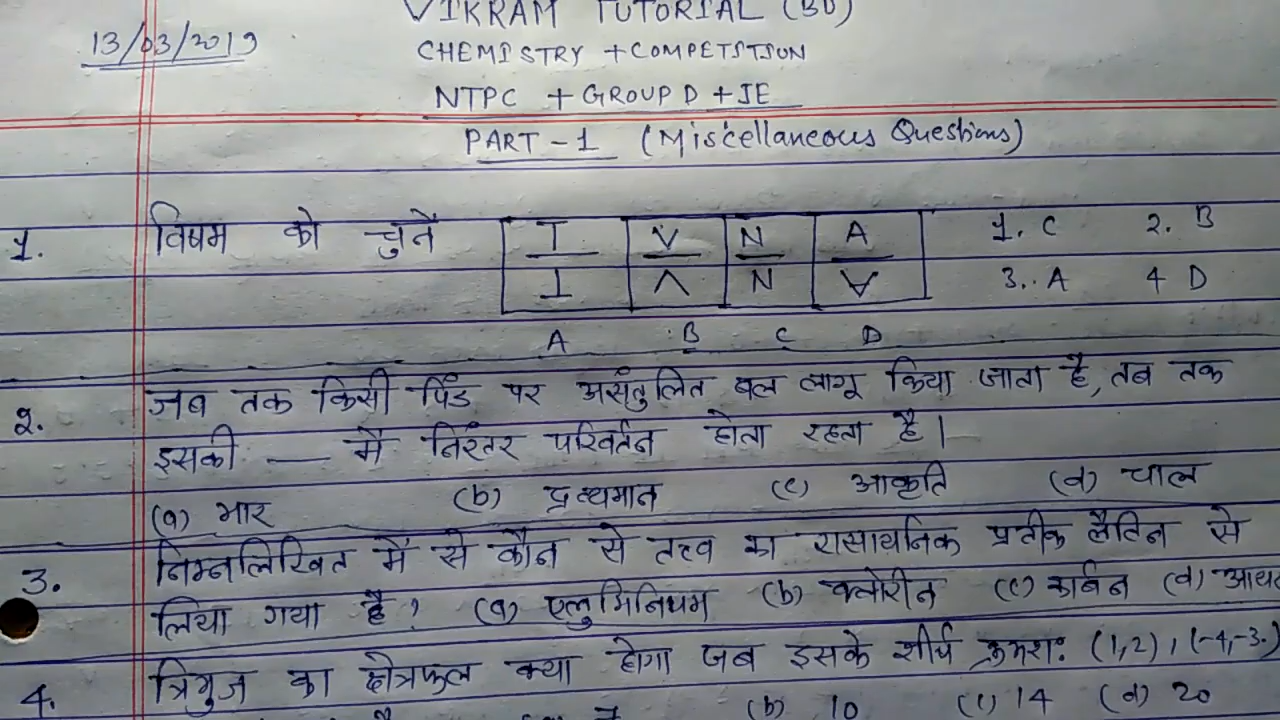 VIKRAM TUTORIAL (BD)
13/03/2019
CHEMISTRY + COMPETITION
NTPC + GROUP D + JE
PART - 1 (Miscellaneous Questions)
1. विषम को चुनें T V N A 1. C 2. B
⊥ Λ N ∀ 3. A 4 D
A B C D
2. जब तक किसी पिंड पर असंतुलित बल लागू किया जाता है, तब तक
इसकी — में निरंतर परिवर्तन होता रहता है।
(a) भार (b) द्रव्यमान (c) आकृति (d) चाल
3. निम्नलिखित में से कौन से तत्व का रासायनिक प्रतीक लैटिन से
लिया गया है? (a) एलुमिनियम (b) क्लोरीन (c) कार्बन (d) आयर
4. त्रिभुज का क्षेत्रफल क्या होगा जब इसके शीर्ष क्रमशः (1,2), (-4,-3)
(b) 10 (c) 14 (d) 20